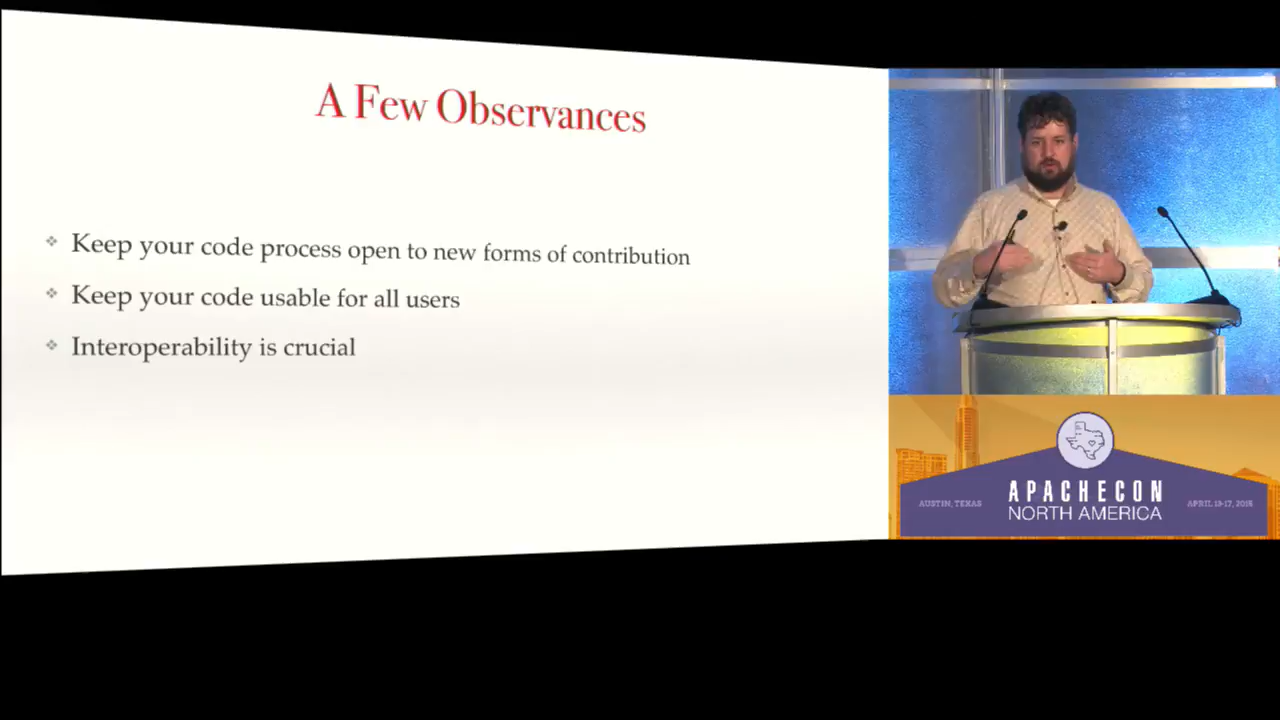 A Few Observances
Keep your code process open to new forms of contribution
Keep your code usable for all users
Interoperability is crucial
APACHECON
NORTH AMERICA
AUSTIN, TEXAS
APRIL 13-17, 2015